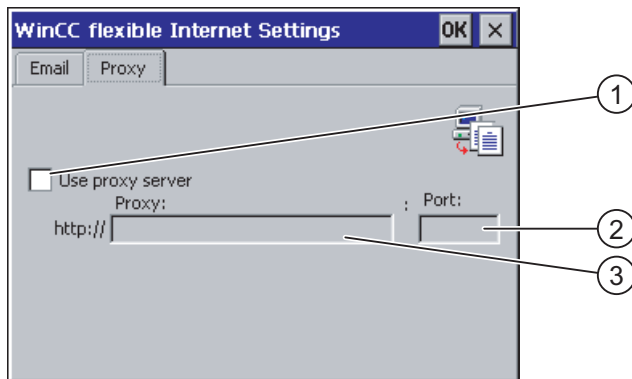 WinCC flexible Internet Settings OK ×
Email Proxy
1
Use proxy server
Proxy: : Port:
http://
2
3